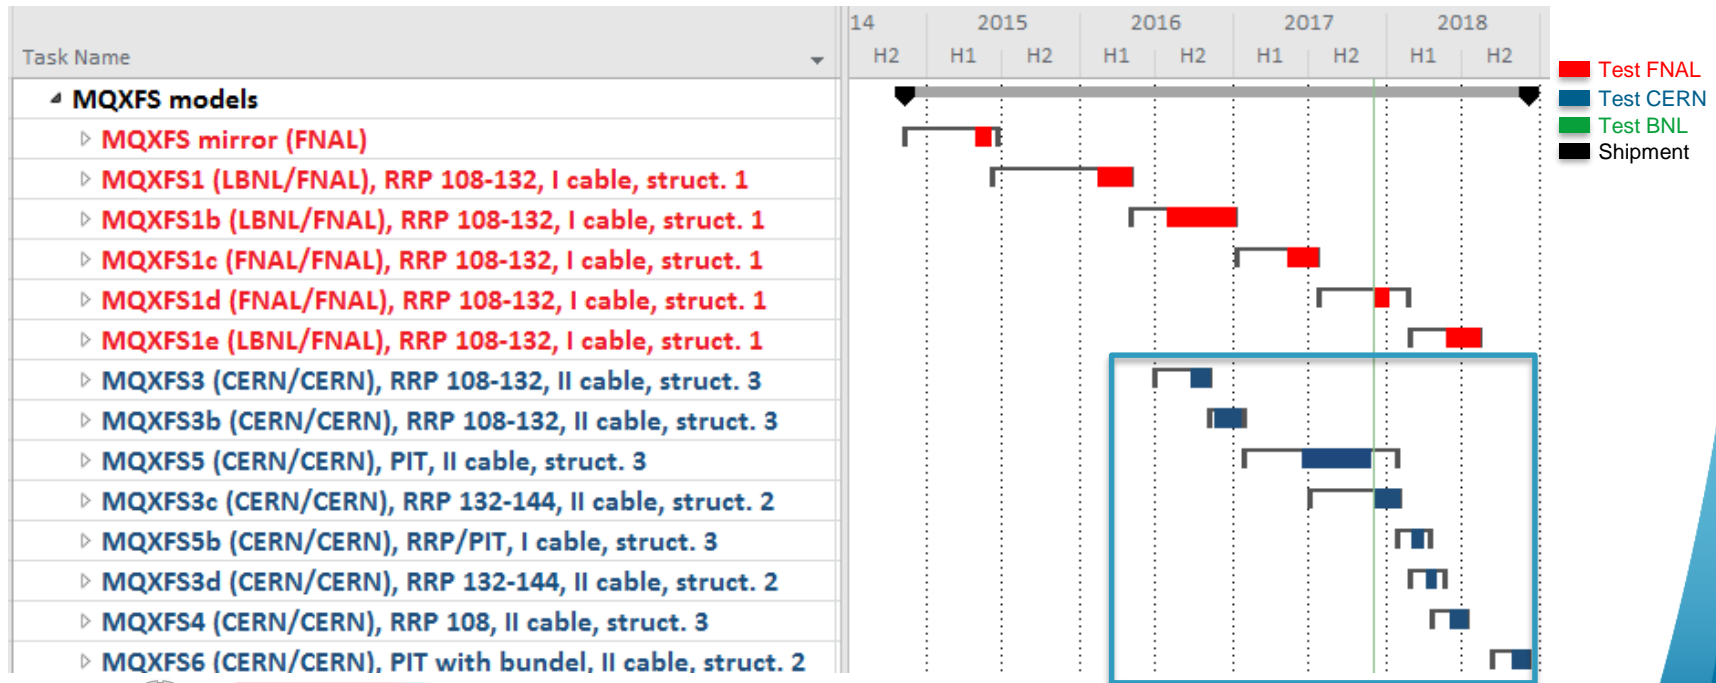 14 2015 2016 2017 2018
Task Name H2 H1 H2 H1 H2 H1 H2 H1 H2
MQXFS models
MQXFS mirror (FNAL)
MQXFS1 (LBNL/FNAL), RRP 108-132, I cable, struct. 1
MQXFS1b (LBNL/FNAL), RRP 108-132, I cable, struct. 1
MQXFS1c (FNAL/FNAL), RRP 108-132, I cable, struct. 1
MQXFS1d (FNAL/FNAL), RRP 108-132, I cable, struct. 1
MQXFS1e (LBNL/FNAL), RRP 108-132, I cable, struct. 1
MQXFS3 (CERN/CERN), RRP 108-132, II cable, struct. 3
MQXFS3b (CERN/CERN), RRP 108-132, II cable, struct. 3
MQXFS5 (CERN/CERN), PIT, II cable, struct. 3
MQXFS3c (CERN/CERN), RRP 132-144, II cable, struct. 2
MQXFS5b (CERN/CERN), RRP/PIT, I cable, struct. 3
MQXFS3d (CERN/CERN), RRP 132-144, II cable, struct. 2
MQXFS4 (CERN/CERN), RRP 108, II cable, struct. 3
MQXFS6 (CERN/CERN), PIT with bundel, II cable, struct. 2
Test FNAL
Test CERN
Test BNL
Shipment